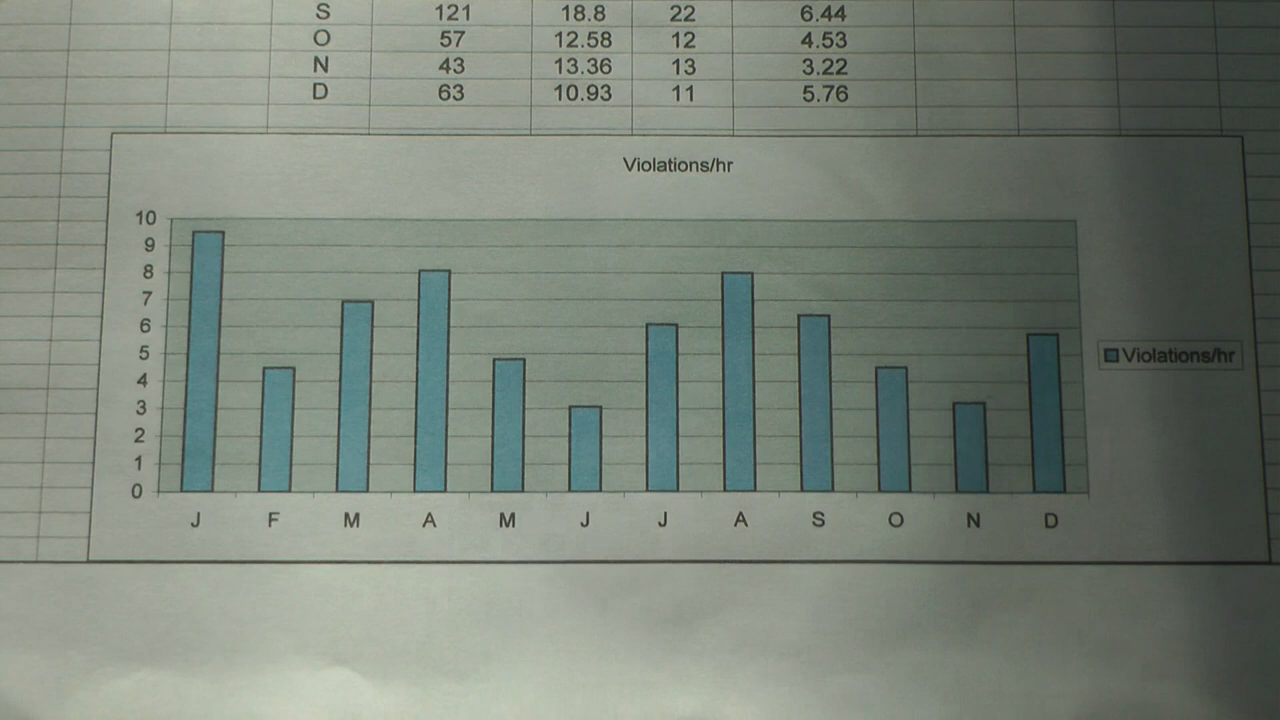 S 121 18.8 22 6.44
O 57 12.58 12 4.53
N 43 13.36 13 3.22
D 63 10.93 11 5.76
Violations/hr
10
9
8
7
6
5
4
3
2
1
0
J F M A M J J A S O N D
Violations/hr